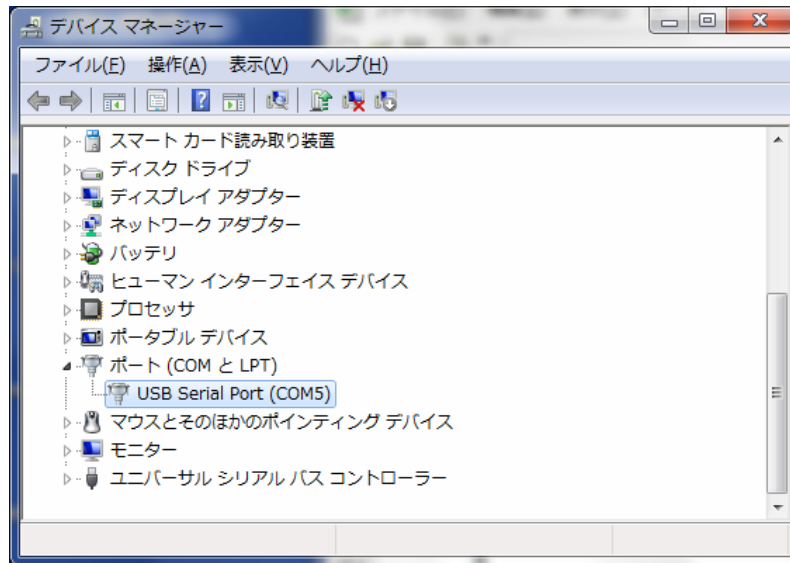 デバイス マネージャー
ファイル(F) 操作(A) 表示(V) ヘルプ(H)
スマート カード読み取り装置
ディスク ドライブ
ディスプレイ アダプター
ネットワーク アダプター
バッテリ
ヒューマン インターフェイス デバイス
プロセッサ
ポータブル デバイス
ポート (COM と LPT)
USB Serial Port (COM5)
マウスとそのほかのポインティング デバイス
モニター
ユニバーサル シリアル バス コントローラー